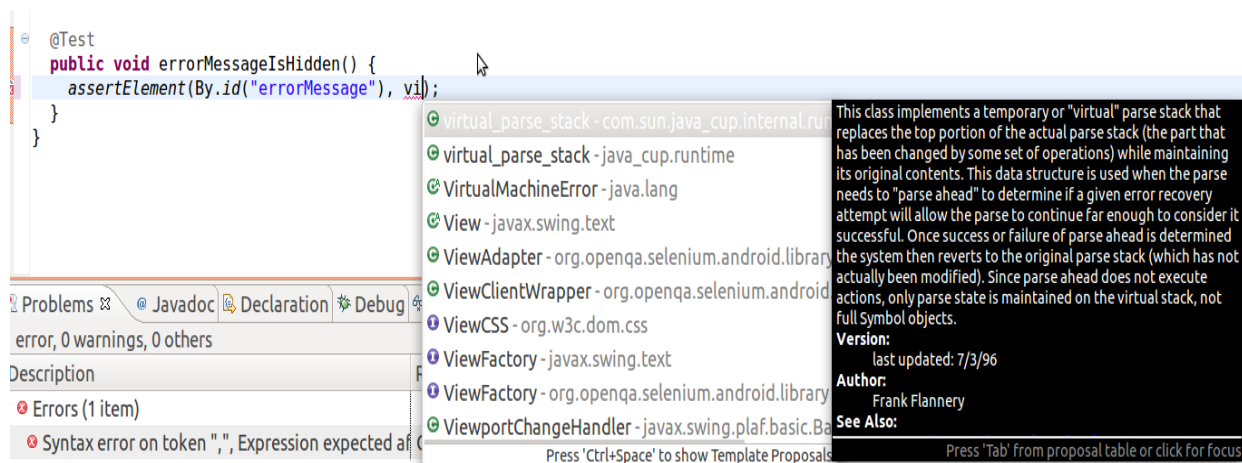 @Test
public void errorMessageIsHidden() {
assertElement(By.id("errorMessage"), vi);
}
}
virtual_parse_stack - com.sun.java_cup.internal.run
virtual_parse_stack - java_cup.runtime
VirtualMachineError - java.lang
View - javax.swing.text
ViewAdapter - org.openqa.selenium.android.library
ViewClientWrapper - org.openqa.selenium.android
ViewCSS - org.w3c.dom.css
ViewFactory - javax.swing.text
ViewFactory - org.openqa.selenium.android.library
ViewportChangeHandler - javax.swing.plaf.basic.Ba
Press 'Ctrl+Space' to show Template Proposals
This class implements a temporary or "virtual" parse stack that
replaces the top portion of the actual parse stack (the part that
has been changed by some set of operations) while maintaining
its original contents. This data structure is used when the parse
needs to "parse ahead" to determine if a given error recovery
attempt will allow the parse to continue far enough to consider it
successful. Once success or failure of parse ahead is determined
the system then reverts to the original parse stack (which has not
actually been modified). Since parse ahead does not execute
actions, only parse state is maintained on the virtual stack, not
full Symbol objects.
Version:
last updated: 7/3/96
Author:
Frank Flannery
See Also:
Press 'Tab' from proposal table or click for focus
Problems @ Javadoc Declaration Debug
error, 0 warnings, 0 others
Description
Errors (1 item)
Syntax error on token ",", Expression expected af